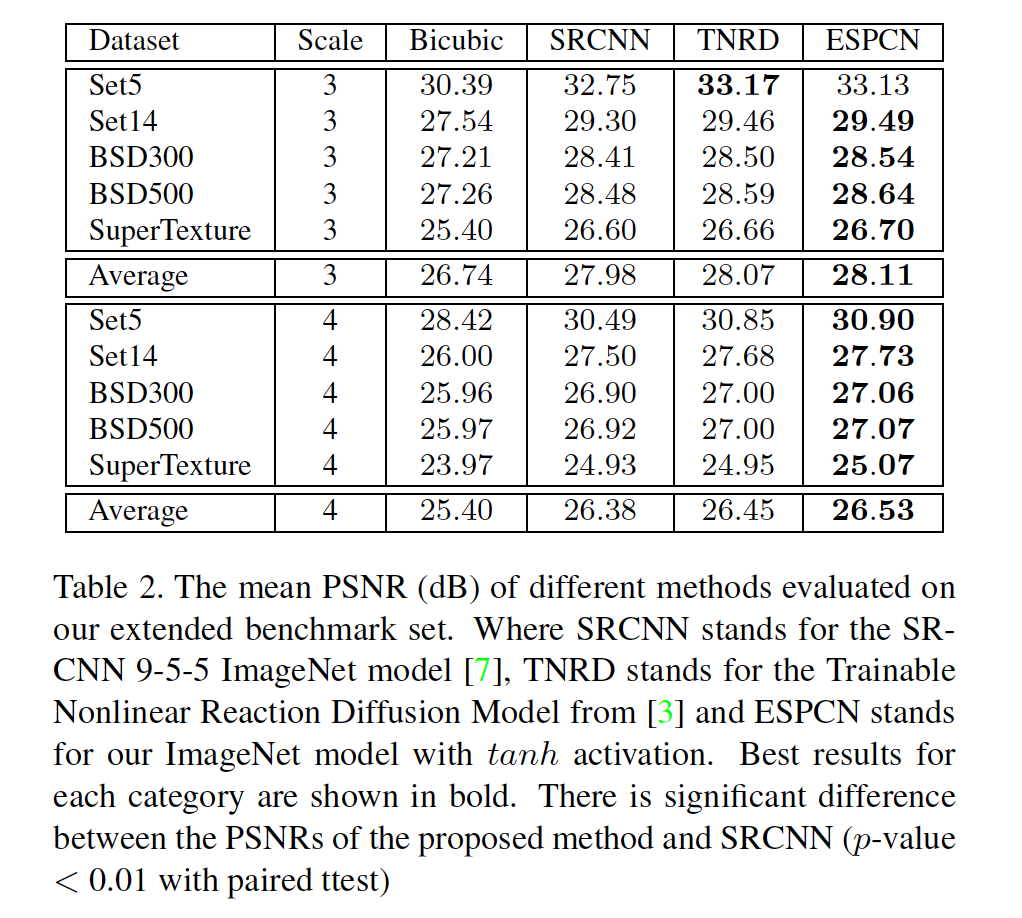 Dataset Scale Bicubic SRCNN TNRD ESPCN
Set5 3 30.39 32.75 33.17 33.13
Set14 3 27.54 29.30 29.46 29.49
BSD300 3 27.21 28.41 28.50 28.54
BSD500 3 27.26 28.48 28.59 28.64
SuperTexture 3 25.40 26.60 26.66 26.70
Average 3 26.74 27.98 28.07 28.11
Set5 4 28.42 30.49 30.85 30.90
Set14 4 26.00 27.50 27.68 27.73
BSD300 4 25.96 26.90 27.00 27.06
BSD500 4 25.97 26.92 27.00 27.07
SuperTexture 4 23.97 24.93 24.95 25.07
Average 4 25.40 26.38 26.45 26.53
Table 2. The mean PSNR (dB) of different methods evaluated on
our extended benchmark set. Where SRCNN stands for the SR-
CNN 9-5-5 ImageNet model [7], TNRD stands for the Trainable
Nonlinear Reaction Diffusion Model from [3] and ESPCN stands
for our ImageNet model with tanh activation. Best results for
each category are shown in bold. There is significant difference
between the PSNRs of the proposed method and SRCNN (p-value
< 0.01 with paired ttest)